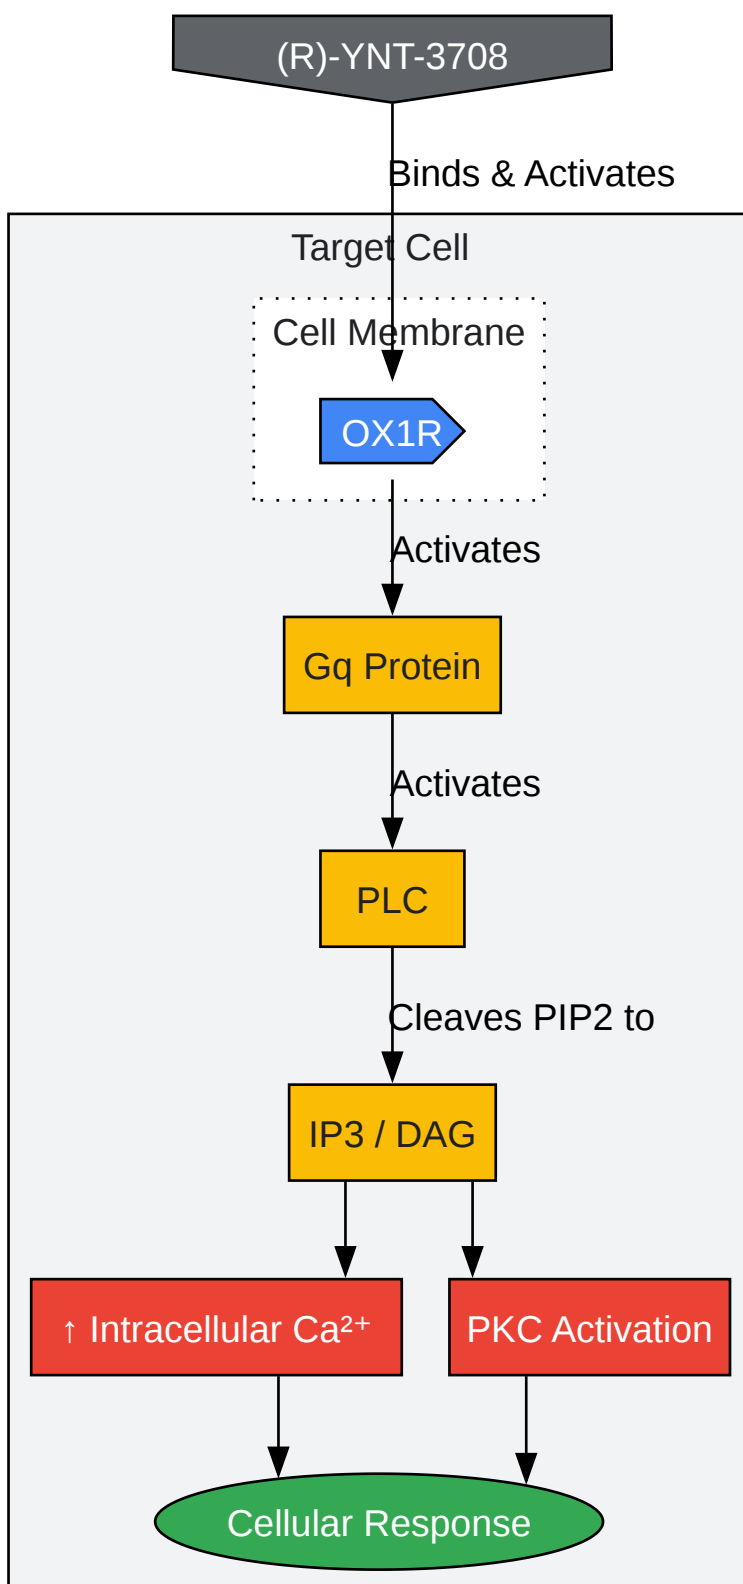 (R)-YNT-3708
Binds & Activates
Target Cell
Cell Membrane
OX1R
Activates
Gq Protein
Activates
PLC
Cleaves PIP2 to
IP3 / DAG
↑ Intracellular Ca²⁺
PKC Activation
Cellular Response